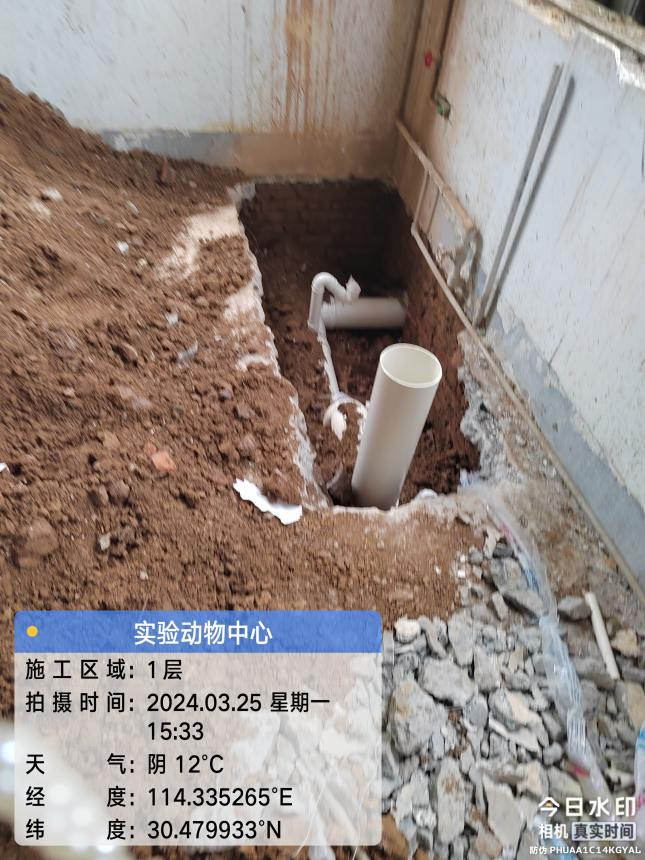 实验动物中心
施工区域：1层
拍摄时间：2024.03.25 星期一
15:33
天气：阴 12°C
经度：114.335265°E
纬度：30.479933°N
今日水印
相机 真实时间
防伪 PHUAA1C14KGYAL